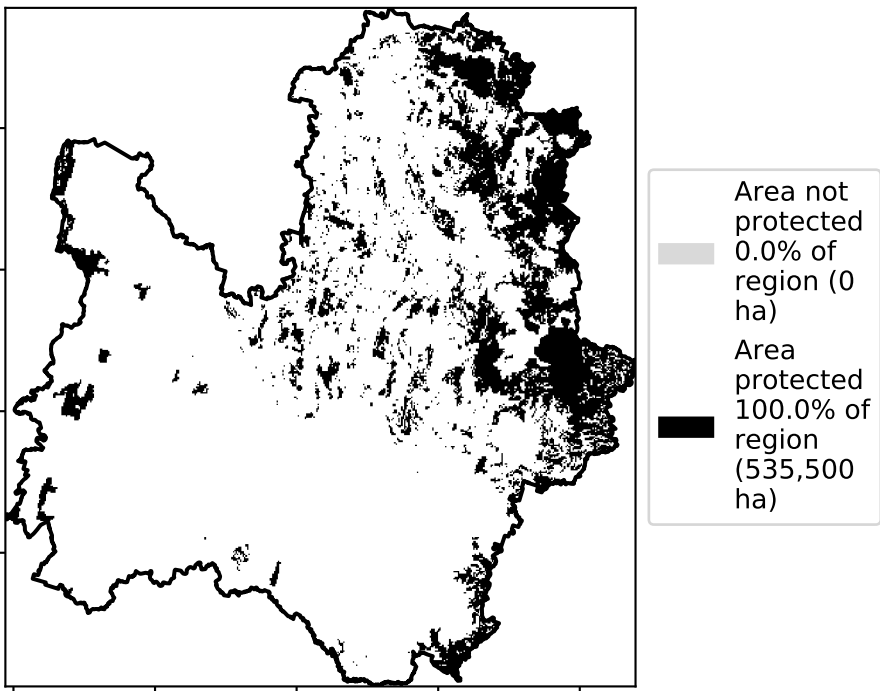 Area not
protected
0.0% of
region (0
ha)
Area
protected
100.0% of
region
(535,500
ha)